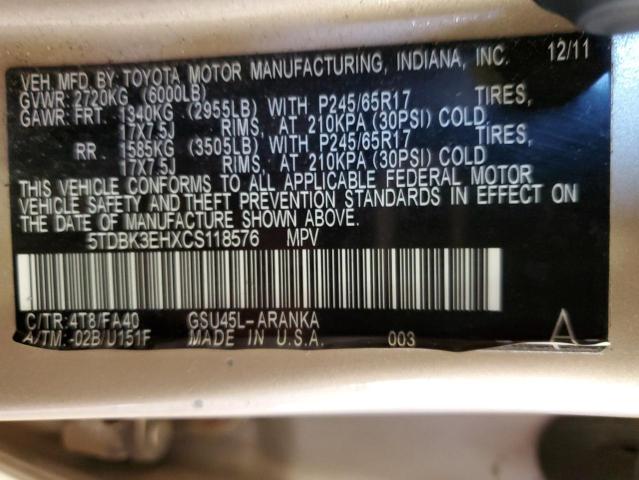 VEH. MFD. BY: TOYOTA MOTOR MANUFACTURING, INDIANA, INC. 12/11
GVWR: 2720KG (6000LB)
GAWR: FRT. 1340KG (2955LB) WITH P245/65R17 TIRES,
17X7.5J RIMS, AT 210KPA (30PSI) COLD.
RR 1585KG (3505LB) WITH P245/65R17 TIRES,
17X7.5J RIMS, AT 210KPA (30PSI) COLD
THIS VEHICLE CONFORMS TO ALL APPLICABLE FEDERAL MOTOR
VEHICLE SAFETY AND THEFT PREVENTION STANDARDS IN EFFECT ON
THE DATE OF MANUFACTURE SHOWN ABOVE.
5TDBK3EHXCS118576 MPV
C/TR: 4T8/FA40 GSU45L-ARANKA
A/TM: -02B/U151F MADE IN U.S.A. 003 A